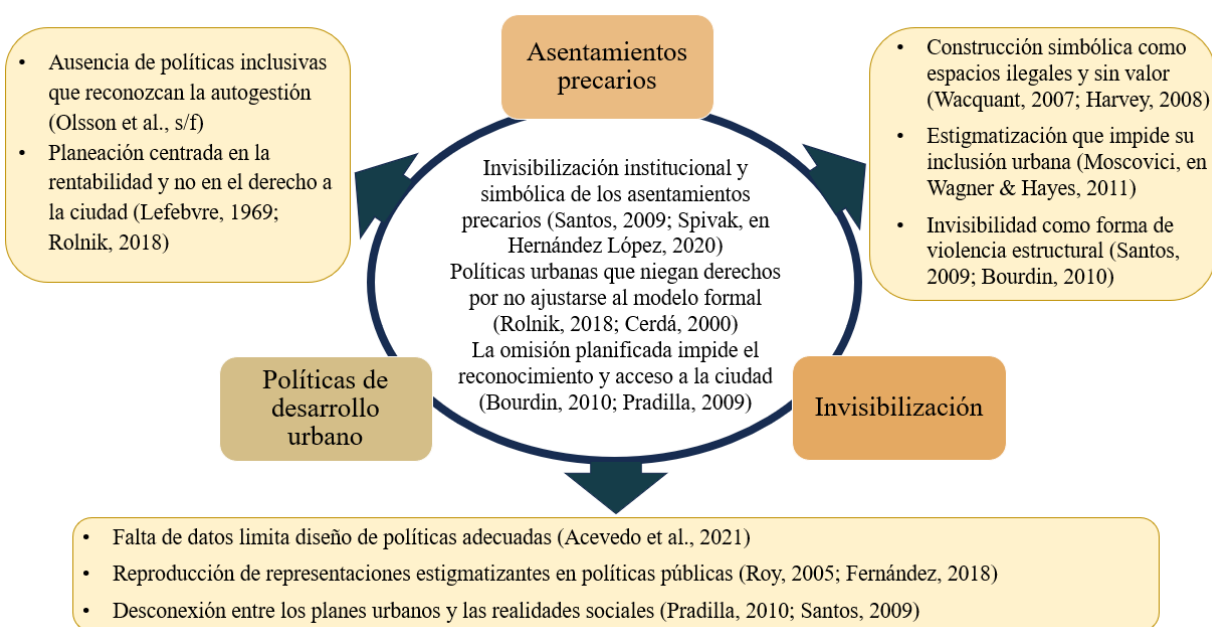 Asentamientos
precarios
• Ausencia de políticas inclusivas
que reconozcan la autogestión
(Olsson et al., s/f)
• Planeación centrada en la
rentabilidad y no en el derecho a
la ciudad (Lefebvre, 1969;
Rolnik, 2018)
• Construcción simbólica como
espacios ilegales y sin valor
(Wacquant, 2007; Harvey, 2008)
• Estigmatización que impide su
inclusión urbana (Moscovici, en
Wagner & Hayes, 2011)
• Invisibilidad como forma de
violencia estructural (Santos,
2009; Bourdin, 2010)
Invisibilización institucional y
simbólica de los asentamientos
precarios (Santos, 2009; Spivak, en
Hernández López, 2020)
Políticas urbanas que niegan derechos
por no ajustarse al modelo formal
(Rolnik, 2018; Cerdá, 2000)
La omisión planificada impide el
reconocimiento y acceso a la ciudad
(Bourdin, 2010; Pradilla, 2009)
Políticas de
desarrollo
urbano
Invisibilización
• Falta de datos limita diseño de políticas adecuadas (Acevedo et al., 2021)
• Reproducción de representaciones estigmatizantes en políticas públicas (Roy, 2005; Fernández, 2018)
• Desconexión entre los planes urbanos y las realidades sociales (Pradilla, 2010; Santos, 2009)